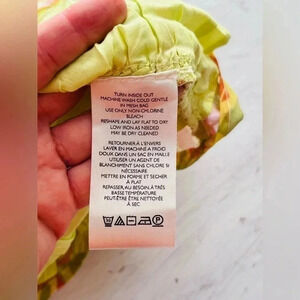 TURN INSIDE OUT
MACHINE WASH COLD GENTLE
IN MESH BAG
USE ONLY NON-CHLORINE
BLEACH
RESHAPE AND LAY FLAT TO DRY
LOW IRON AS NEEDED
MAY BE DRY CLEANED
RETOURNER À L'ENVERS
LAVER EN MACHINE À FROID
DOUX DANS UN SAC EN MAILLE
UTILISER UN AGENT DE
BLANCHIMENT SANS CHLORE SI
NÉCESSAIRE
METTRE EN FORME ET SÉCHER
À PLAT
REPASSER, AU BESOIN À TRÈS
BASSE TEMPÉRATURE
PEUT-ÊTRE ÊTRE NETTOYÉE
À SEC